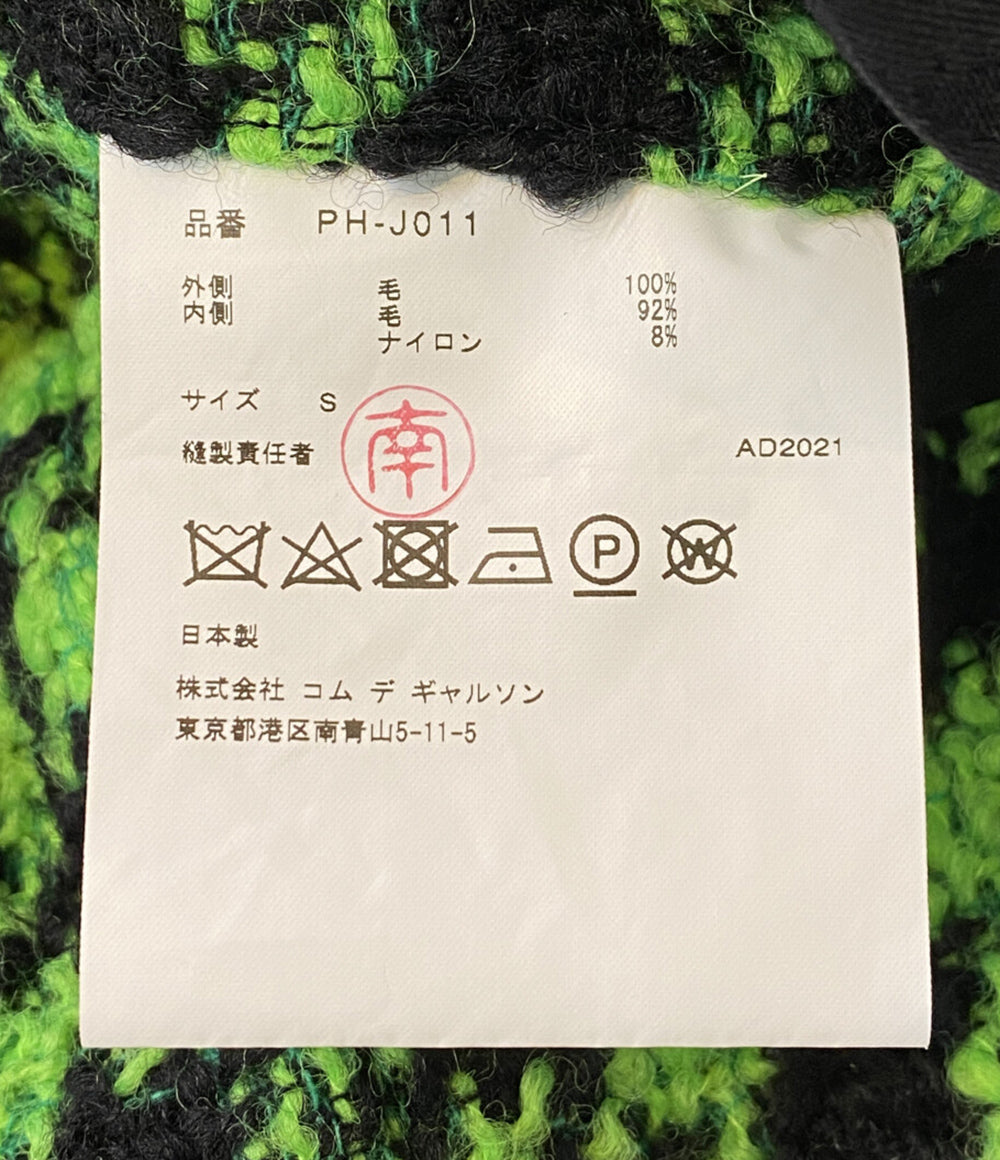 品番 PH-J011
外側 毛 100%
内側 毛 92%
ナイロン 8%
サイズ S
南
縫製責任者 AD2021
P W
日本製
株式会社 コム デ ギャルソン
東京都港区南青山5-11-5